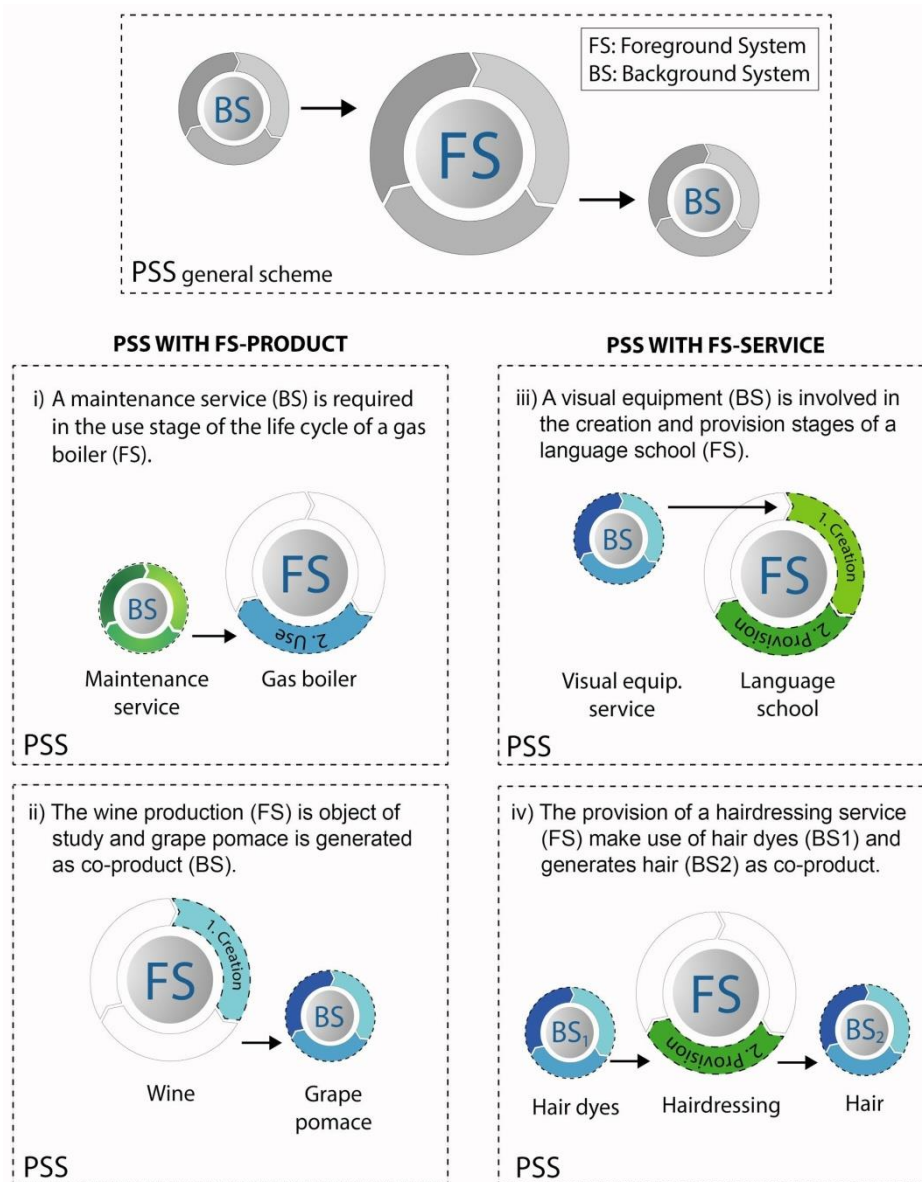 FS: Foreground System
BS: Background System
BS
FS
BS
PSS general scheme
PSS WITH FS-PRODUCT
i) A maintenance service (BS) is required
in the use stage of the life cycle of a gas
boiler (FS).
FS
BS
2. Use
Maintenance
service
Gas boiler
PSS
ii) The wine production (FS) is object of
study and grape pomace is generated
as co-product (BS).
1. Creation
FS
BS
Wine
Grape
pomace
PSS
PSS WITH FS-SERVICE
iii) A visual equipment (BS) is involved in
the creation and provision stages of a
language school (FS).
BS
1. Creation
FS
2. Provision
Visual equip.
service
Language
school
PSS
iv) The provision of a hairdressing service
(FS) make use of hair dyes (BS1) and
generates hair (BS2) as co-product.
FS
BS1
2. Provision
BS2
Hair dyes
Hairdressing
Hair
PSS